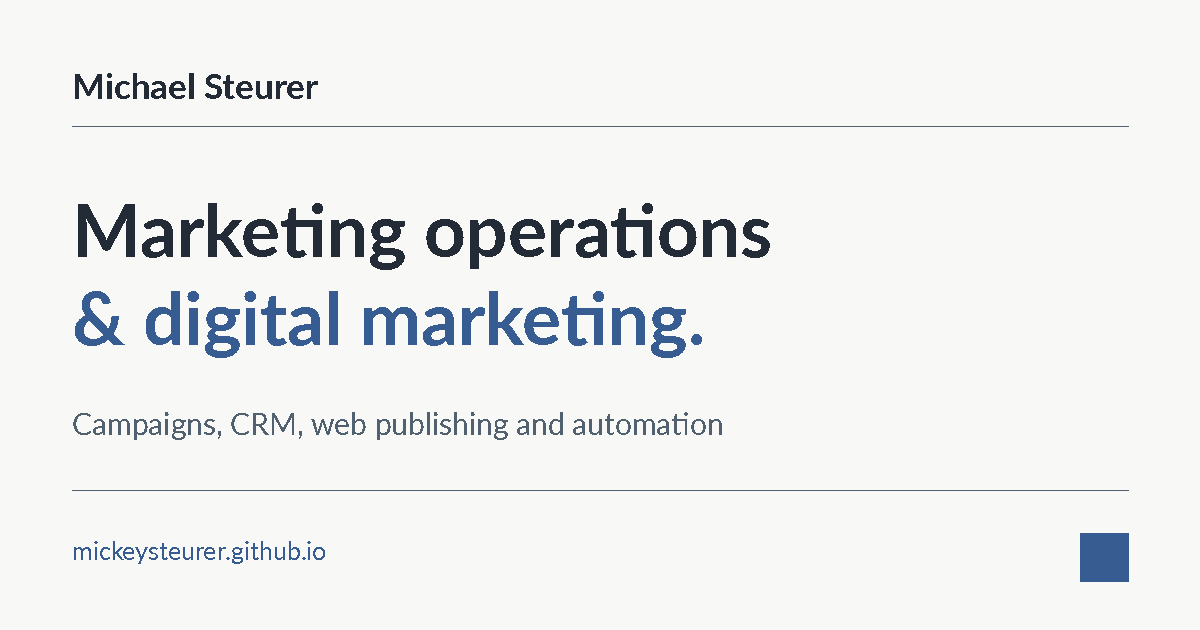 Michael Steurer
Marketing operations
& digital marketing.
Campaigns, CRM, web publishing and automation
mickeysteurer.github.io